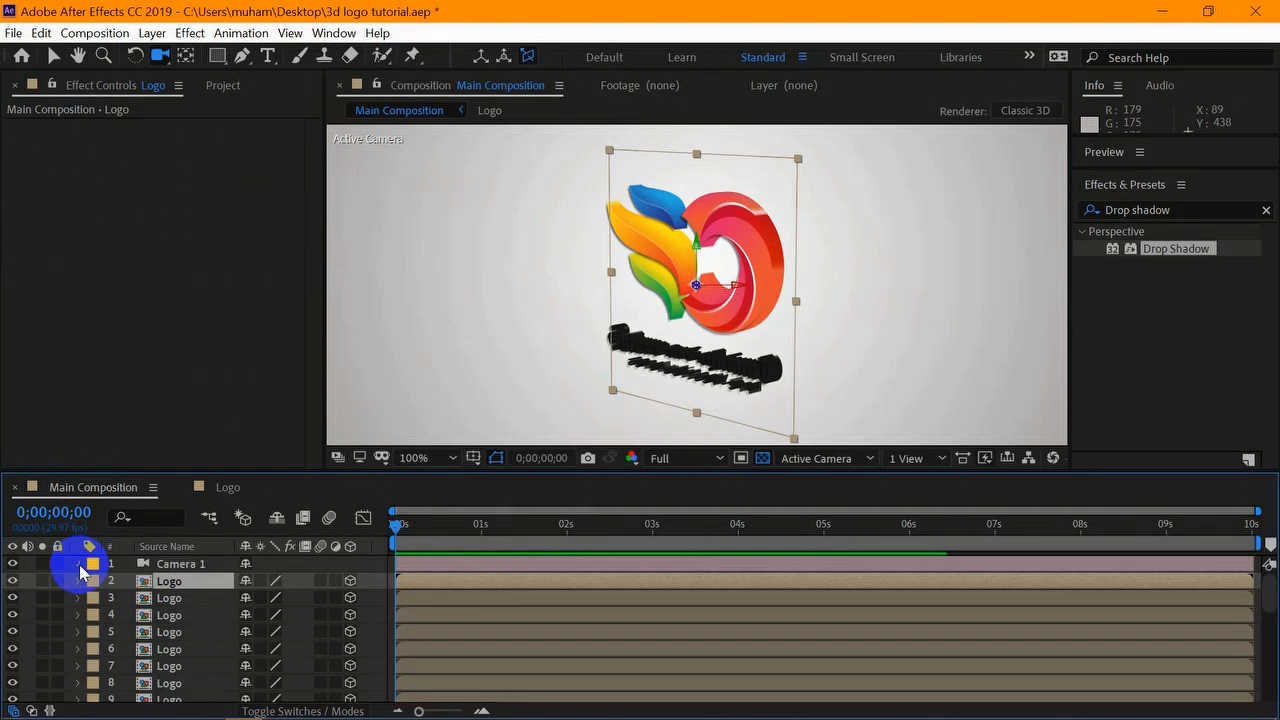 Adobe After Effects CC 2019 - C:\Users\muham\Desktop\3d logo tutorial.aep *
File Edit Composition Layer Effect Animation View Window Help
Default Learn Standard Small Screen Libraries Search Help
Effect Controls Logo Project
Composition Main Composition Footage (none) Layer (none)
Info Audio
Main Composition • Logo
Main Composition Logo Renderer: Classic 3D
R: 179 X: 89
G: 175 Y: 438
Active Camera
Preview
Effects & Presets
Drop shadow
Perspective
32 Drop Shadow
100% 0;00;00;00 Full Active Camera 1 View
Main Composition Logo
0;00;00;00
00000 (29.97 fps)
00s 01s 02s 03s 04s 05s 06s 07s 08s 09s 10s
# Source Name
1 Camera 1
2 Logo
3 Logo
4 Logo
5 Logo
6 Logo
7 Logo
8 Logo
9 Logo
Toggle Switches / Modes